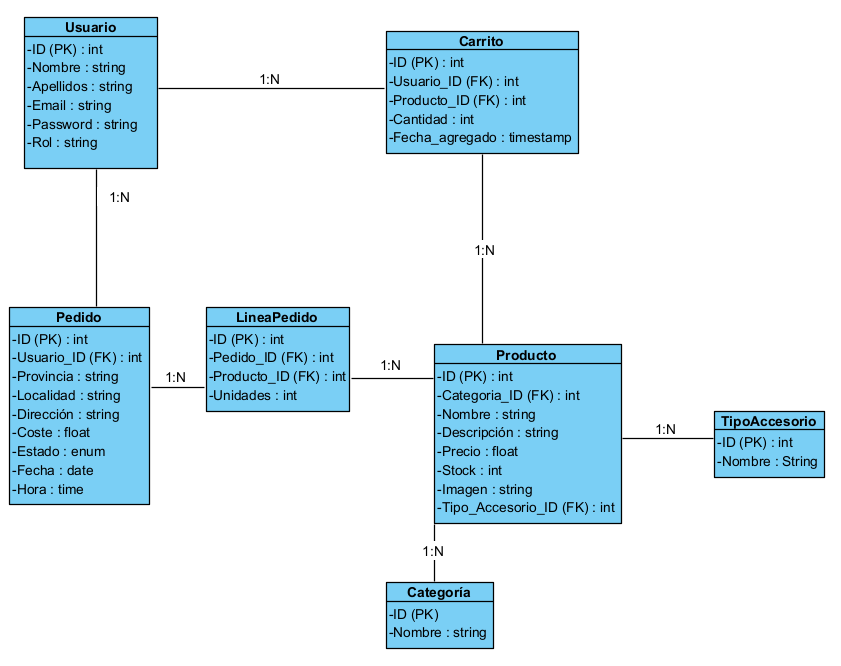 Usuario
-ID (PK) : int
-Nombre : string
-Apellidos : string
-Email : string
-Password : string
-Rol : string
1:N
Carrito
-ID (PK) : int
-Usuario_ID (FK) : int
-Producto_ID (FK) : int
-Cantidad : int
-Fecha_agregado : timestamp
1:N
1:N
Pedido
-ID (PK) : int
-Usuario_ID (FK) : int
-Provincia : string
-Localidad : string
-Dirección : string
-Coste : float
-Estado : enum
-Fecha : date
-Hora : time
1:N
LineaPedido
-ID (PK) : int
-Pedido_ID (FK) : int
-Producto_ID (FK) : int
-Unidades : int
1:N
Producto
-ID (PK) : int
-Categoria_ID (FK) : int
-Nombre : string
-Descripción : string
-Precio : float
-Stock : int
-Imagen : string
-Tipo_Accesorio_ID (FK) : int
1:N
TipoAccesorio
-ID (PK) : int
-Nombre : String
1:N
Categoría
-ID (PK)
-Nombre : string